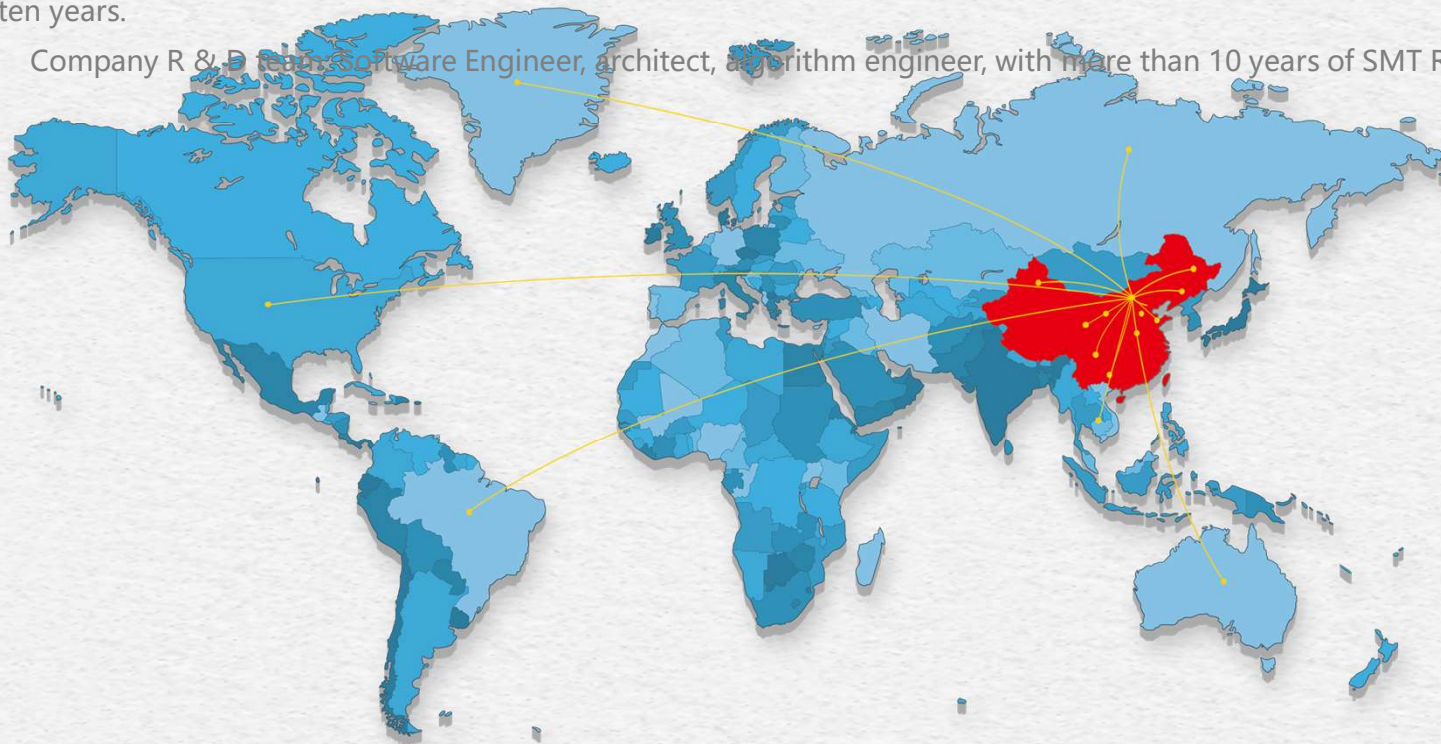 ten years.
Company R & D team: Software Engineer, architect, algorithm engineer, with more than 10 years of SMT R